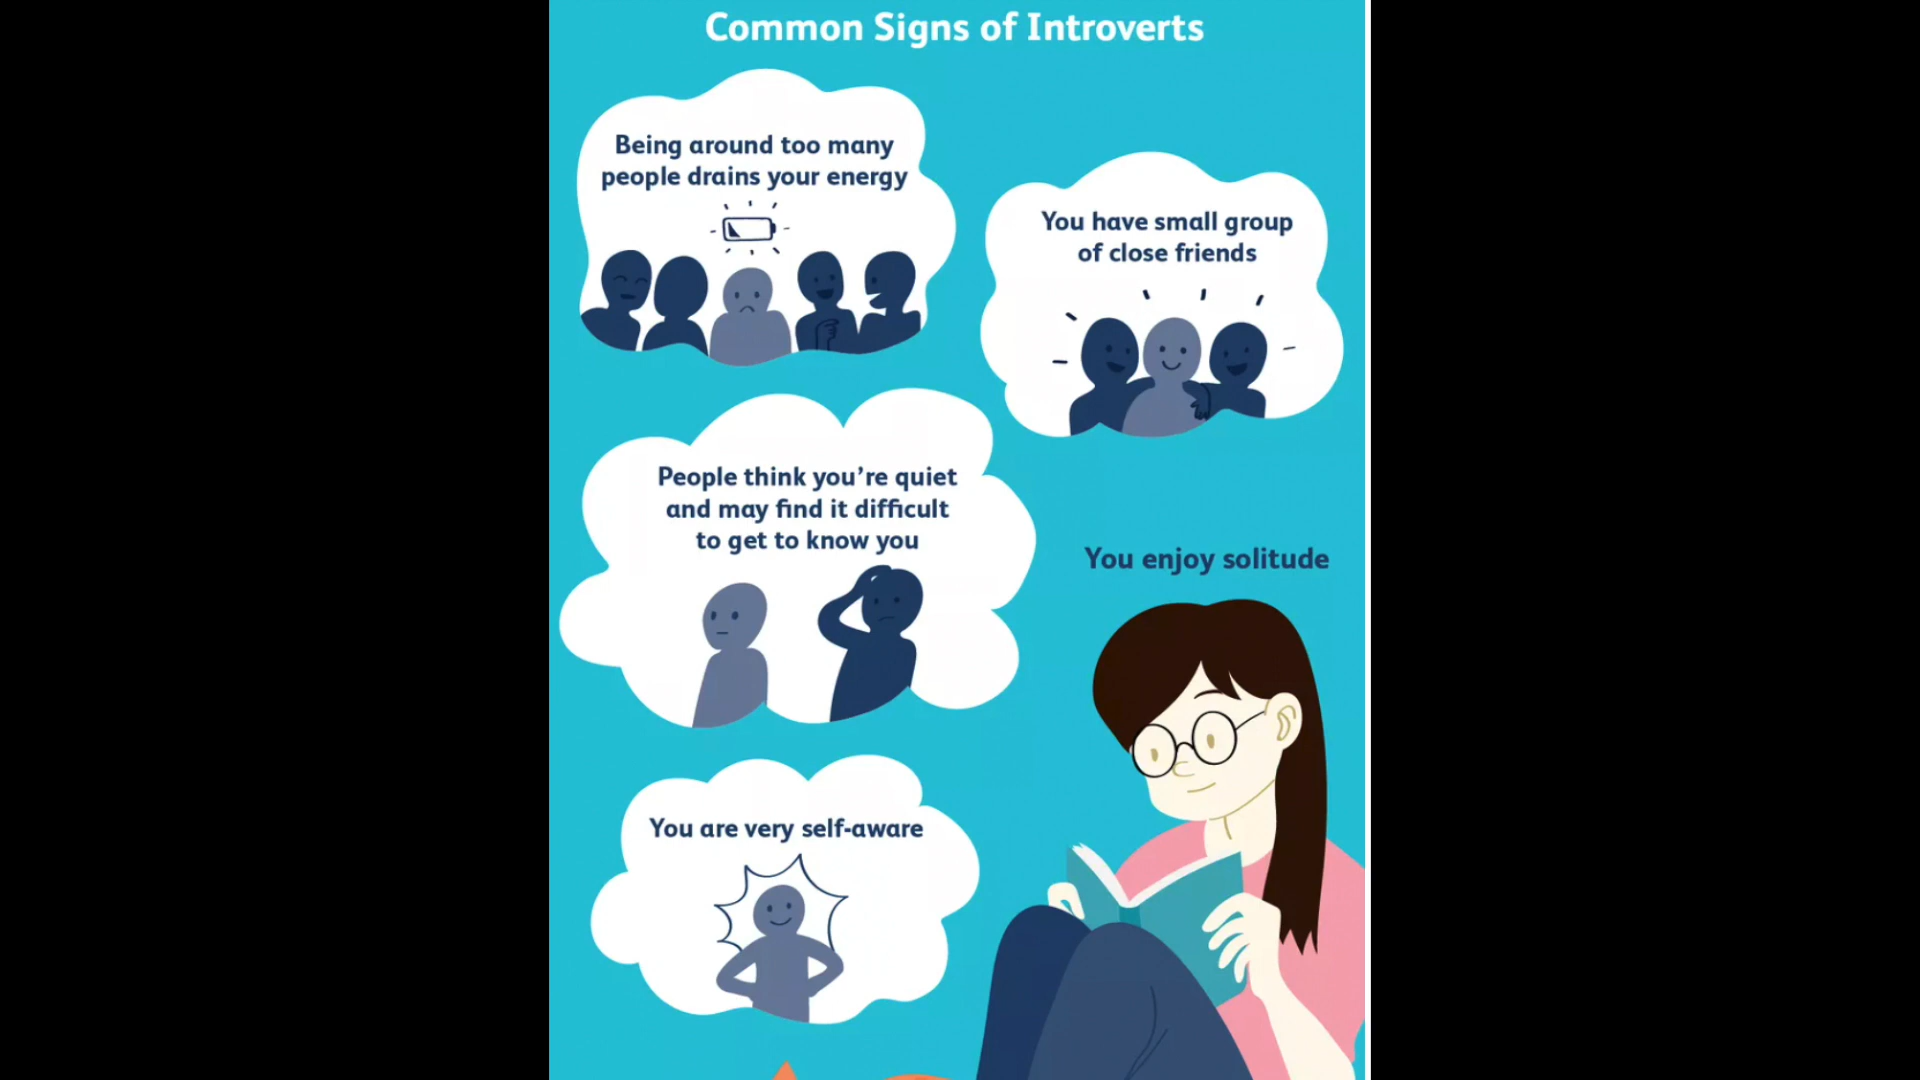 Common Signs of Introverts
Being around too many
people drains your energy
You have small group
of close friends
People think you’re quiet
and may find it difficult
to get to know you
You enjoy solitude
You are very self-aware